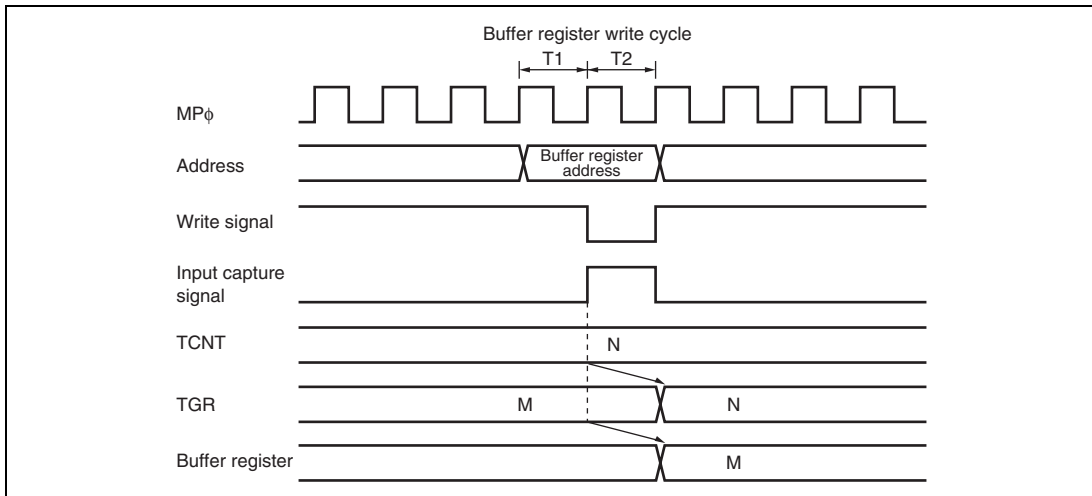 Buffer register write cycle
T1 T2
MPϕ
Address
Buffer register
address
Write signal
Input capture
signal
TCNT
N
TGR
M
N
Buffer register
M